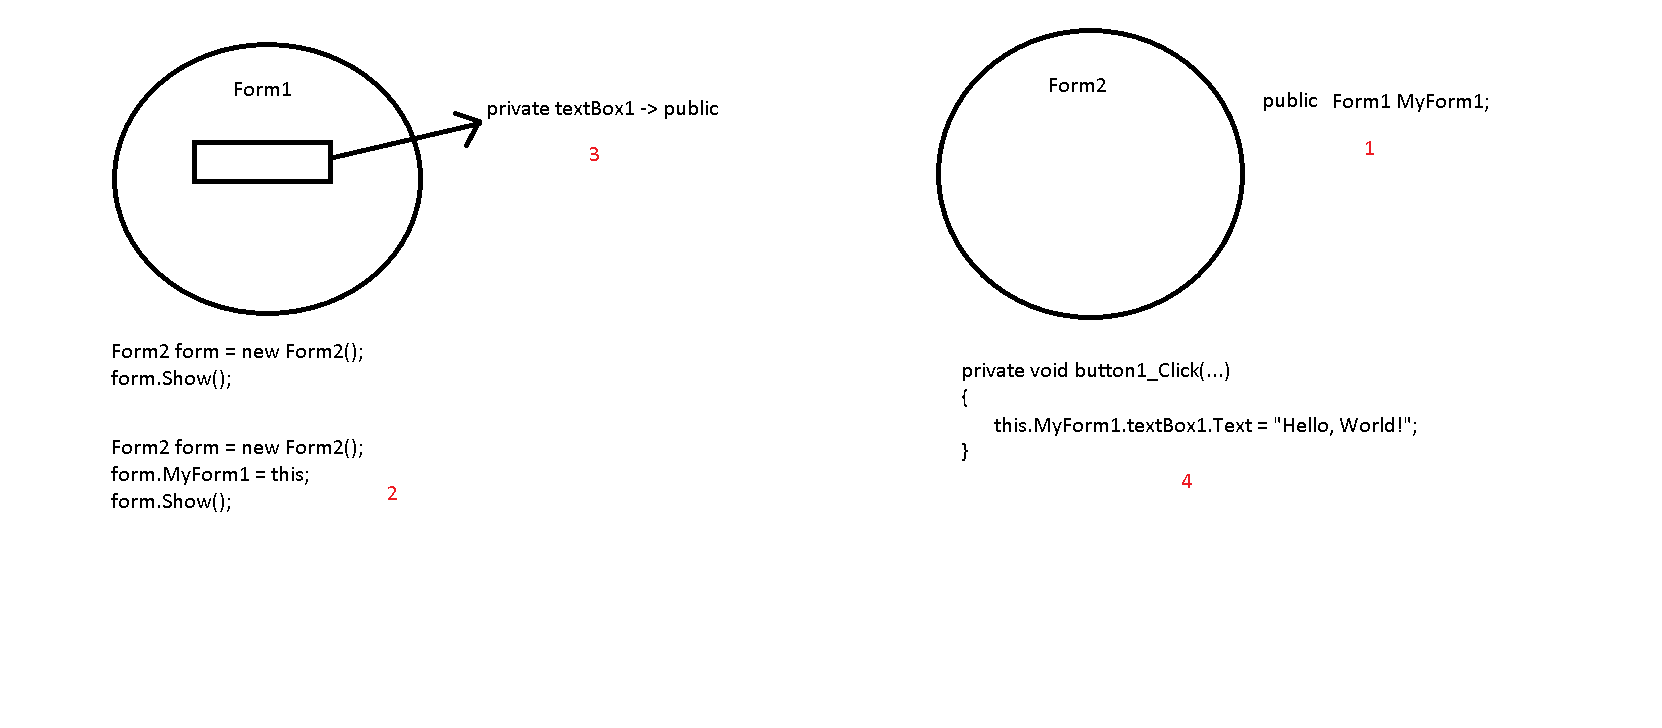 Form1
private textBox1 -> public
3
Form2 form = new Form2();
form.Show();
Form2 form = new Form2();
form.MyForm1 = this;
form.Show();
2
Form2
public Form1 MyForm1;
1
private void button1_Click(...)
{
this.MyForm1.textBox1.Text = "Hello, World!";
}
4